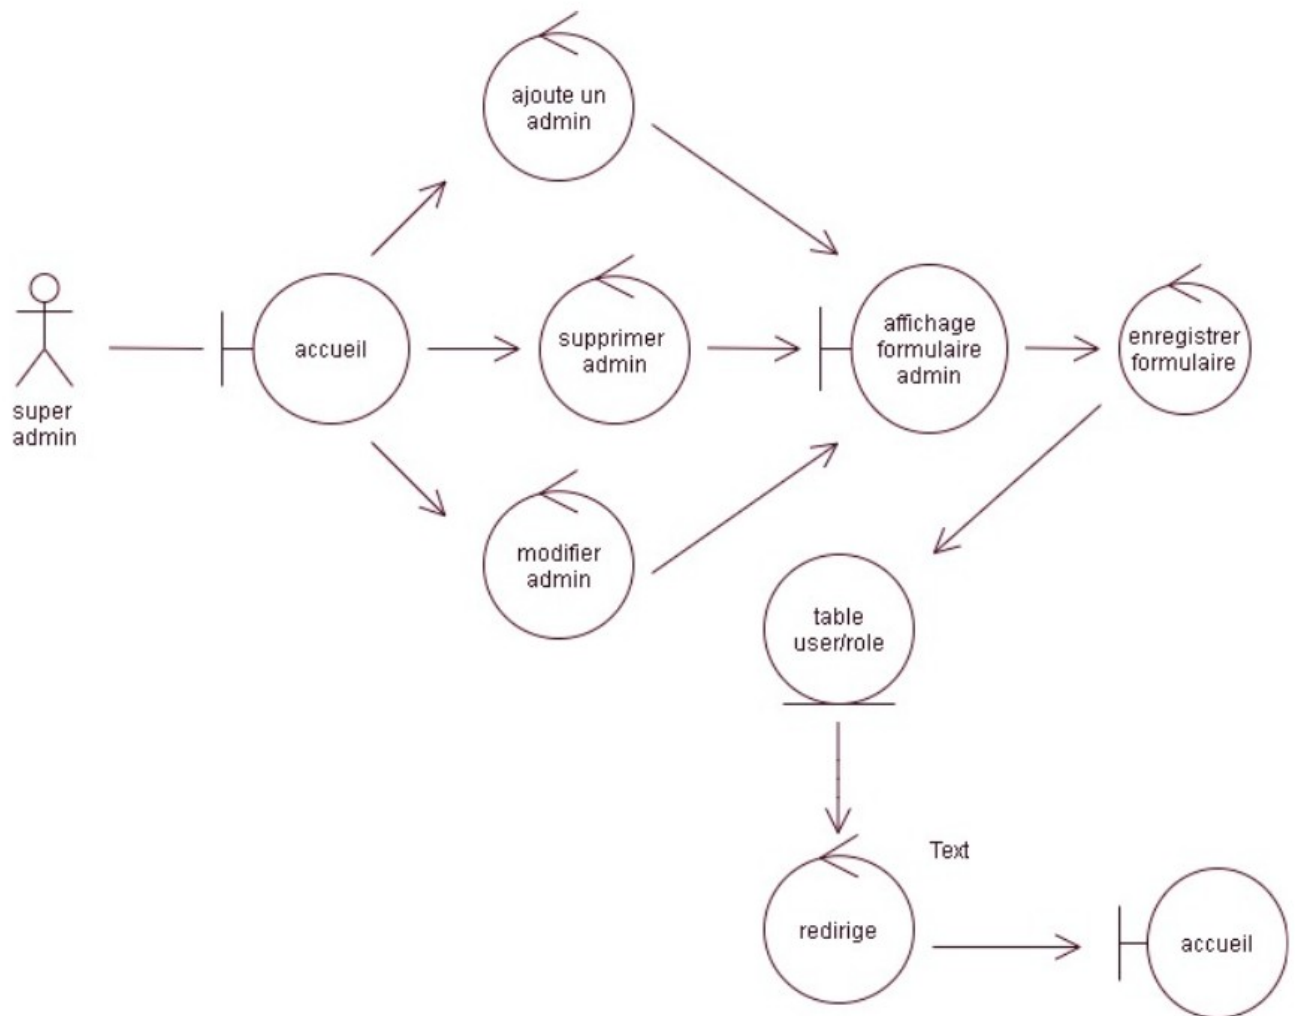 ajoute un
admin
super
admin
accueil
supprimer
admin
affichage
formulaire
admin
enregistrer
formulaire
modifier
admin
table
user/role
Text
redirige
accueil